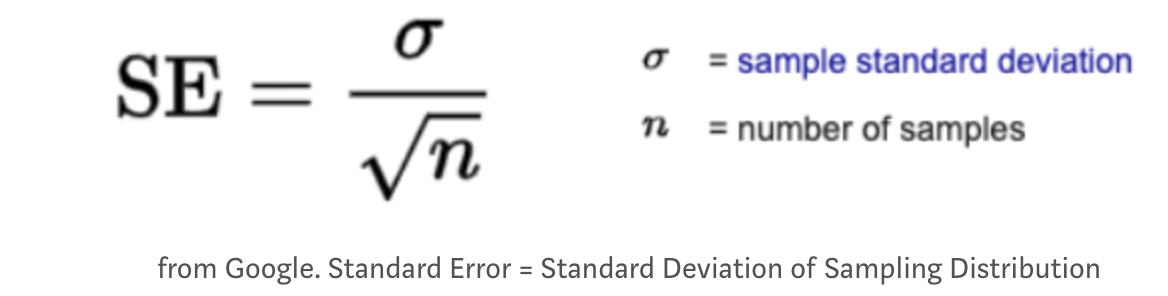 SE = σ / √n
σ = sample standard deviation
n = number of samples
from Google. Standard Error = Standard Deviation of Sampling Distribution